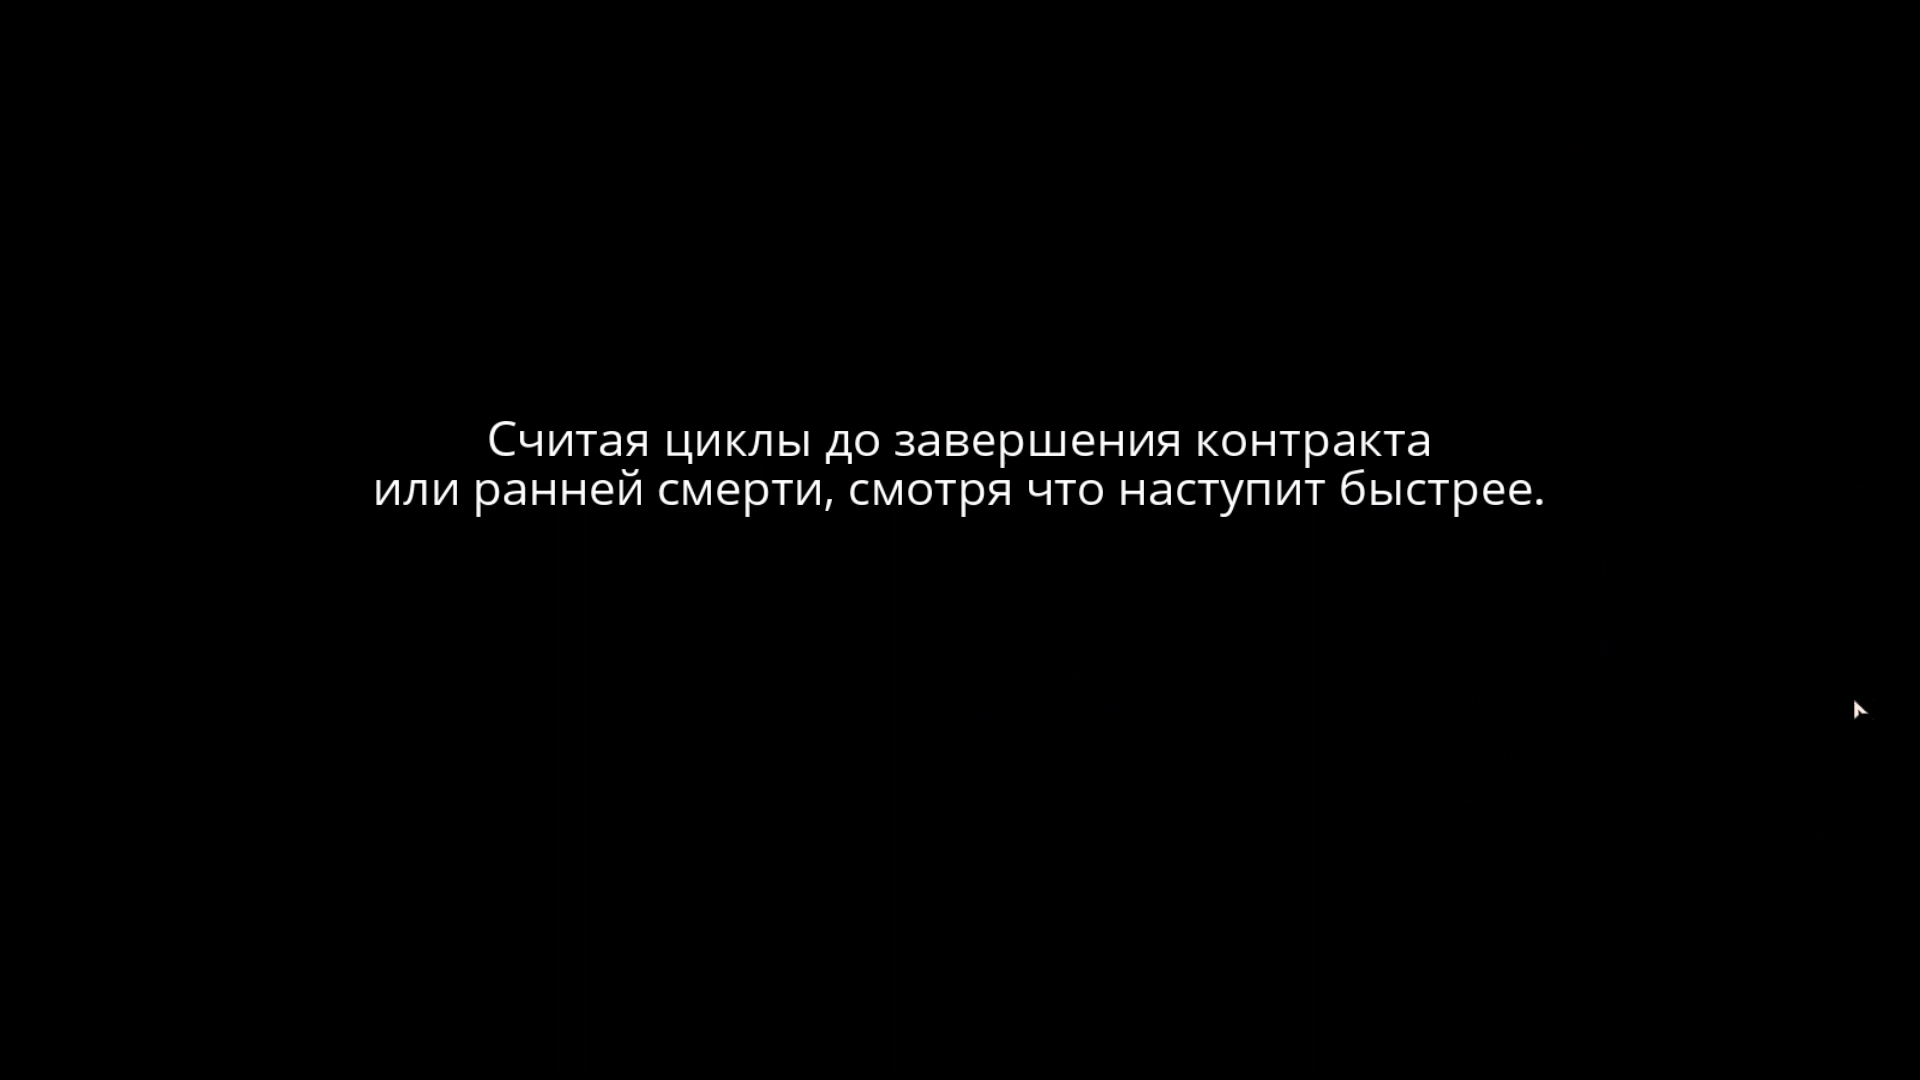 Считая циклы до завершения контракта
или ранней смерти, смотря что наступит быстрее.